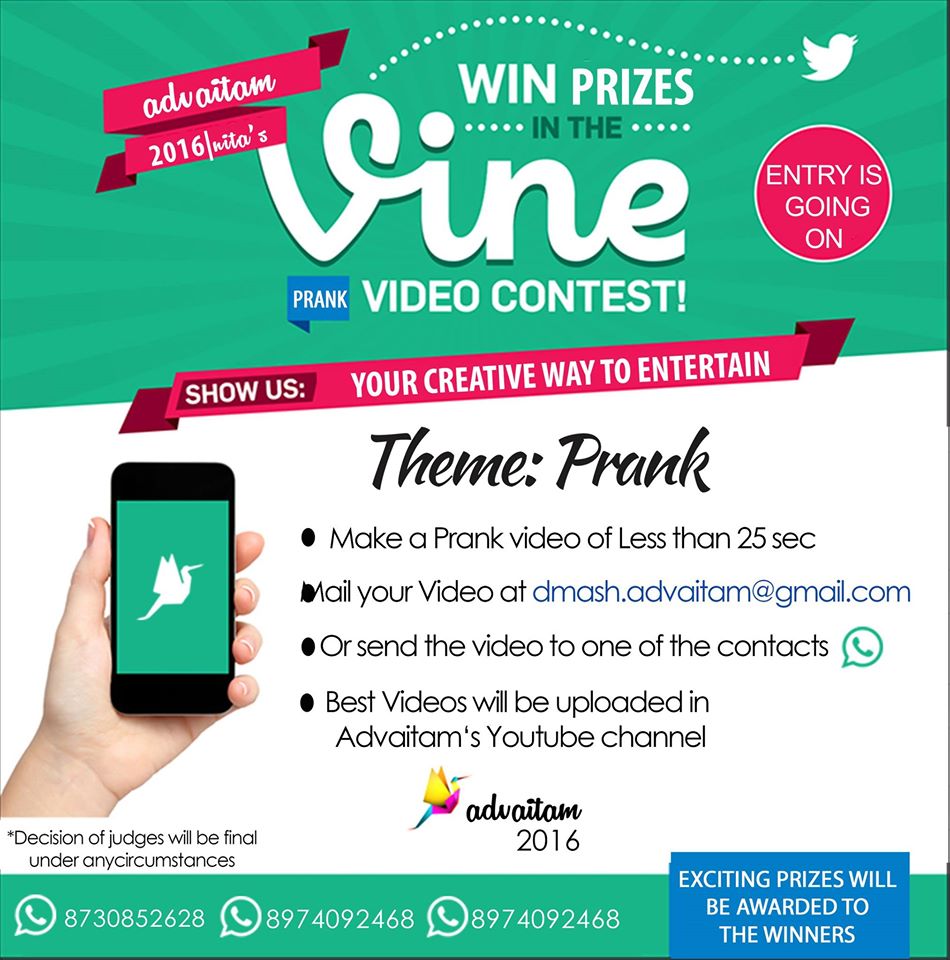 advaitam
2016|nita's
WIN PRIZES
IN THE
Vine
PRANK VIDEO CONTEST!
ENTRY IS
GOING
ON
SHOW US: YOUR CREATIVE WAY TO ENTERTAIN
Theme: Prank
Make a Prank video of Less than 25 sec
Mail your Video at dmash.advaitam@gmail.com
Or send the video to one of the contacts
Best Videos will be uploaded in
Advaitam's Youtube channel
advaitam
2016
*Decision of judges will be final
under anycircumstances
8730852628 8974092468 8974092468
EXCITING PRIZES WILL
BE AWARDED TO
THE WINNERS